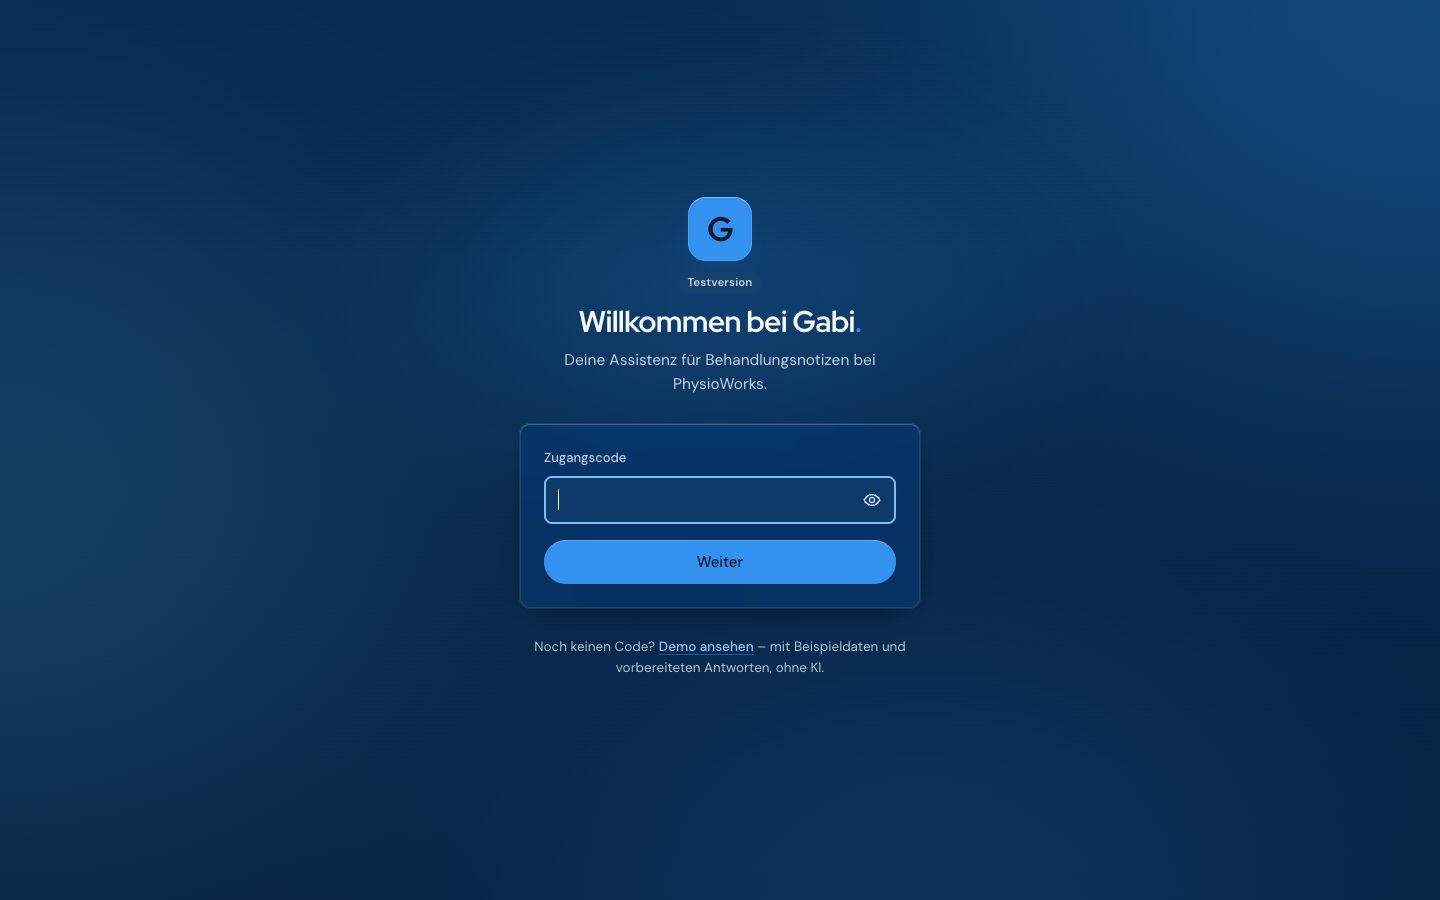 G
Testversion
Willkommen bei Gabi.
Deine Assistenz für Behandlungsnotizen bei
PhysioWorks.
Zugangscode
Weiter
Noch keinen Code? Demo ansehen – mit Beispieldaten und
vorbereiteten Antworten, ohne KI.